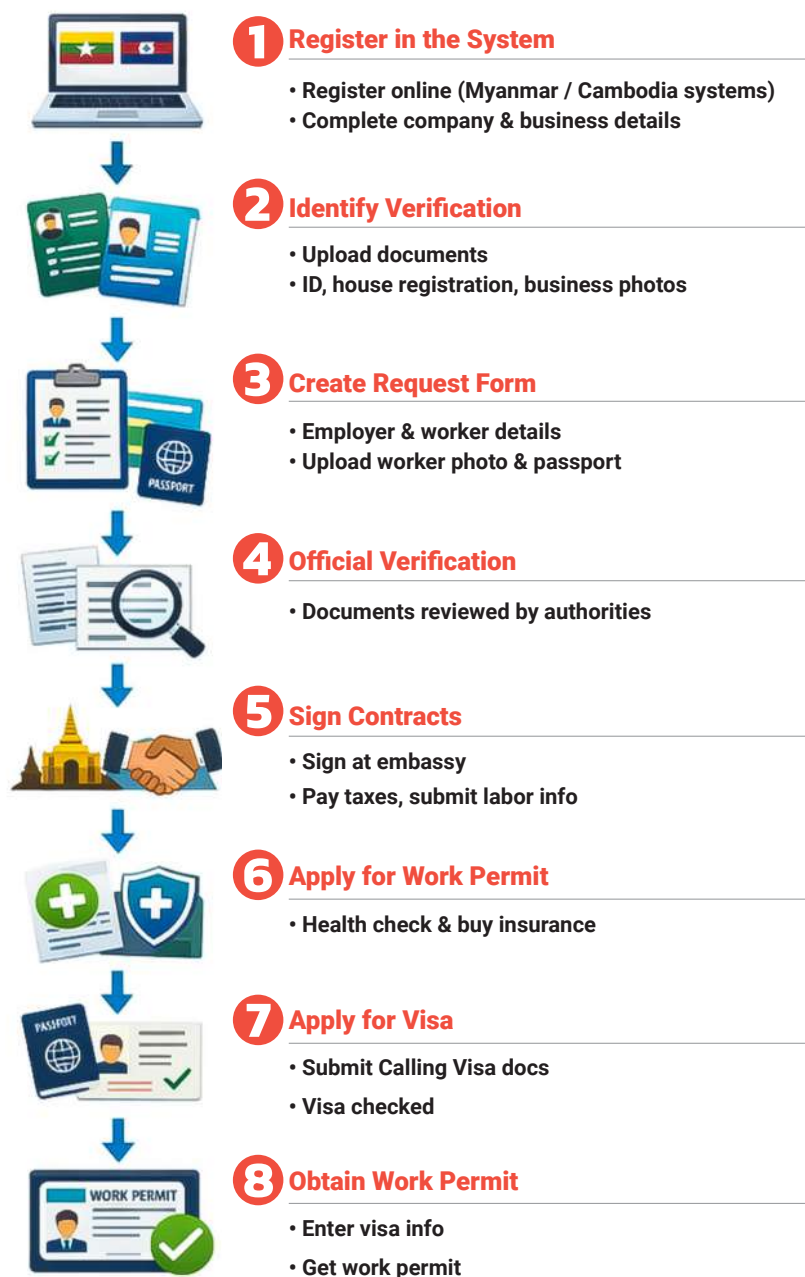 1 Register in the System
• Register online (Myanmar / Cambodia systems)
• Complete company & business details
2 Identify Verification
• Upload documents
• ID, house registration, business photos
3 Create Request Form
• Employer & worker details
• Upload worker photo & passport
PASSPORT
4 Official Verification
• Documents reviewed by authorities
5 Sign Contracts
• Sign at embassy
• Pay taxes, submit labor info
6 Apply for Work Permit
• Health check & buy insurance
7 Apply for Visa
PASSPORT
• Submit Calling Visa docs
• Visa checked
8 Obtain Work Permit
WORK PERMIT
• Enter visa info
• Get work permit